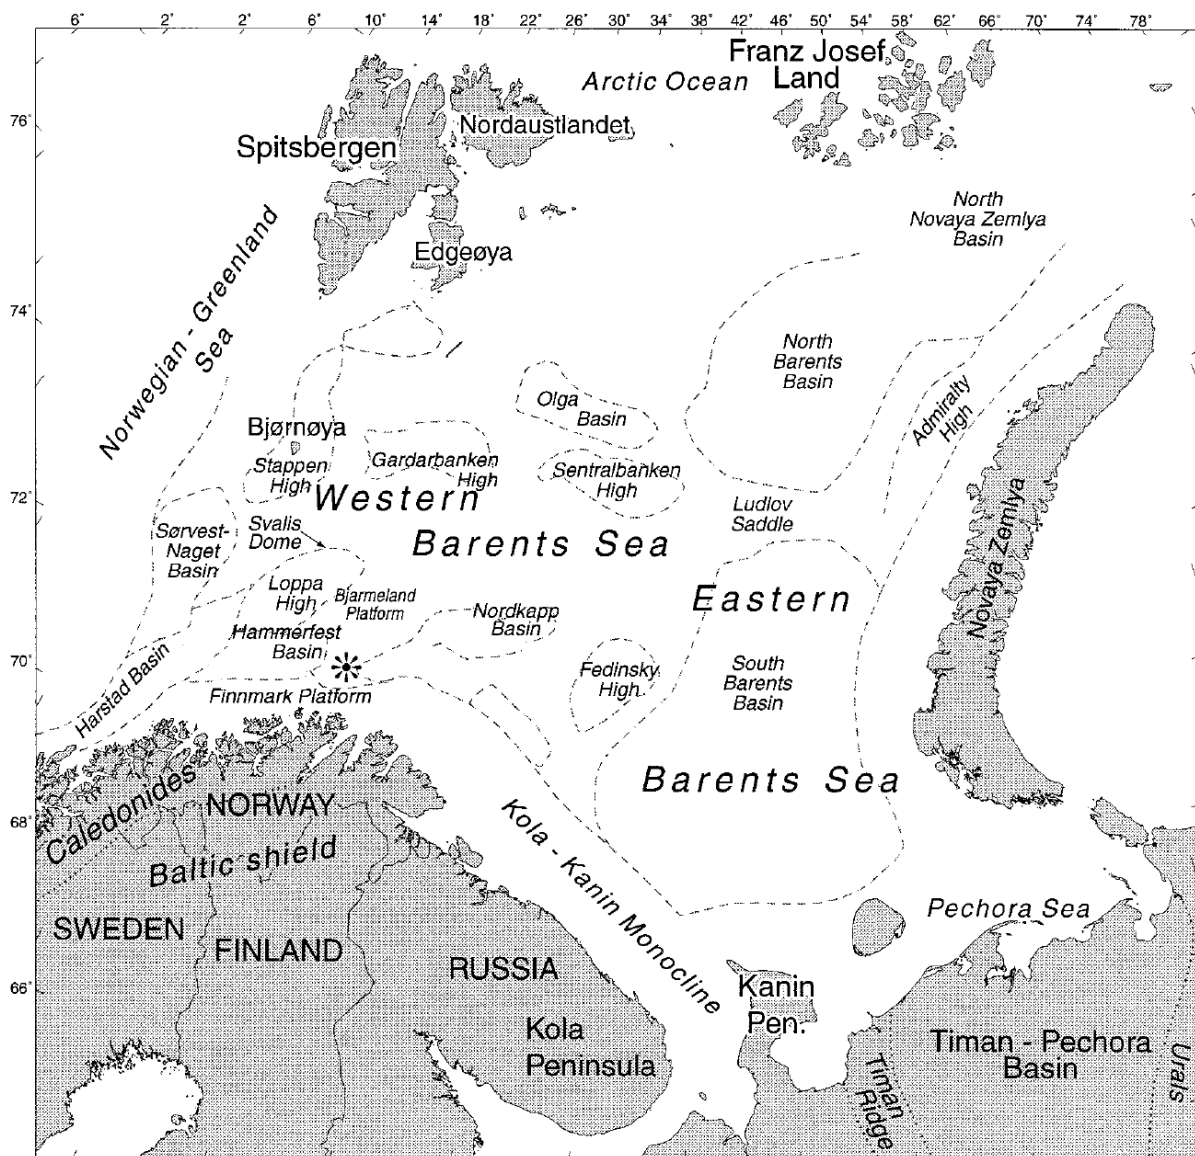 6° 2° 2° 6° 10° 14° 18° 22° 26° 30° 34° 38° 42° 46° 50° 54° 58° 62° 66° 70° 74° 78°
Franz Josef
Land
Arctic Ocean
76°
Nordaustlandet
Spitsbergen
North
Novaya Zemlya
Basin
Edgeøya
Norwegian - Greenland
Sea
74°
North
Barents
Basin
Olga
Basin
Admiralty
High
Bjørnøya
Stappen
High
Gardarbanken
High
Sentralbanken
High
72°
Western
Barents Sea
Ludlov
Saddle
Sørvest-
Naget
Basin
Svalis
Dome
Novaya Zemlya
Loppa
High
Bjarmeland
Platform
Eastern
Barents Sea
Nordkapp
Basin
Hammerfest
Basin
70°
Harstad Basin
Finnmark Platform
Fedinsky
High
South
Barents
Basin
68°
Caledonides
NORWAY
Baltic shield
Kola - Kanin Monocline
SWEDEN
FINLAND
RUSSIA
Pechora Sea
66°
Kola
Peninsula
Kanin
Pen.
Timan - Pechora
Basin
Timan
Ridge
Urals